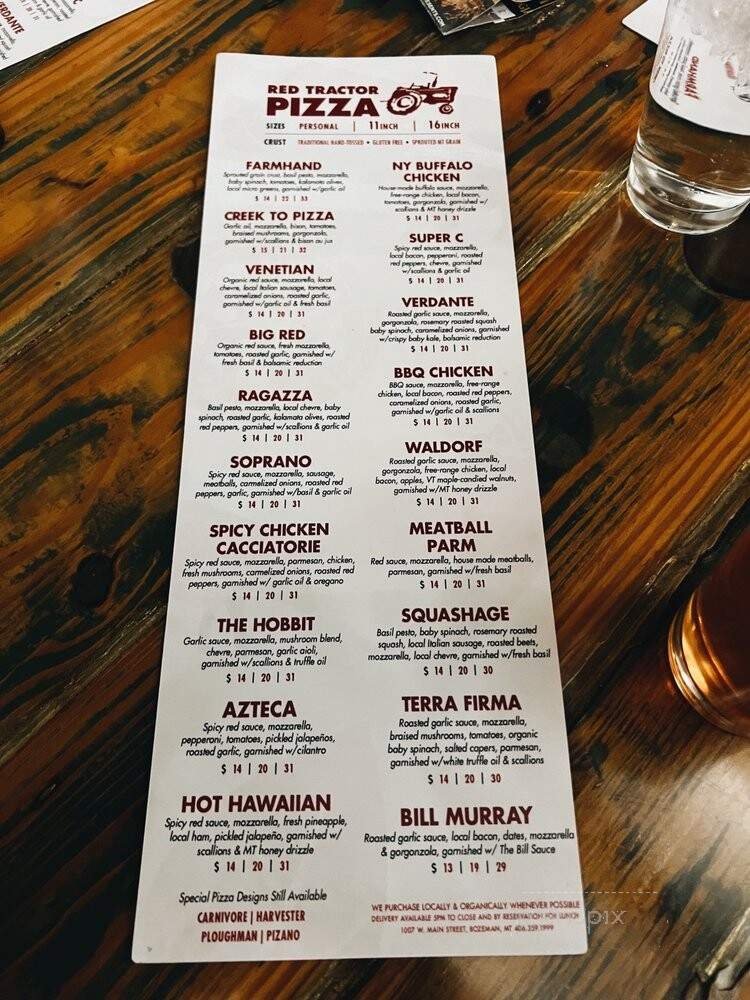 RED TRACTOR
PIZZA
SIZES PERSONAL | 11INCH | 16INCH
CRUST TRADITIONAL HAND-TOSSED • GLUTEN FREE • SPROUTED MT GRAIN
FARMHAND
Sprouted grain crust, basil pesto, mozzarella,
baby spinach, tomatoes, kalamata olives,
local micro greens, garnished w/garlic oil
$ 14 | 22 | 33
CREEK TO PIZZA
Garlic oil, mozzarella, bison, tomatoes,
braised mushrooms, gorgonzola,
garnished w/scallions & bison au jus
$ 15 | 21 | 32
VENETIAN
Organic red sauce, mozzarella, local
chevre, local Italian sausage, tomatoes,
caramelized onions, roasted garlic,
garnished w/garlic oil & fresh basil
$ 14 | 20 | 31
BIG RED
Organic red sauce, fresh mozzarella,
tomatoes, roasted garlic, garnished w/
fresh basil & balsamic reduction
$ 14 | 20 | 31
RAGAZZA
Basil pesto, mozzarella, local chevre, baby
spinach, roasted garlic, kalamata olives, roasted
red peppers, garnished w/scallions & garlic oil
$ 14 | 20 | 31
SOPRANO
Spicy red sauce, mozzarella, sausage,
meatballs, carmelized onions, roasted red
peppers, garlic, garnished w/basil & garlic oil
$ 14 | 20 | 31
SPICY CHICKEN
CACCIATORIE
Spicy red sauce, mozzarella, parmesan, chicken,
fresh mushrooms, carmelized onions, roasted red
peppers, garnished w/ garlic oil & oregano
$ 14 | 20 | 31
THE HOBBIT
Garlic sauce, mozzarella, mushroom blend,
chevre, parmesan, garlic aioli,
garnished w/scallions & truffle oil
$ 14 | 20 | 31
AZTECA
Spicy red sauce, mozzarella,
pepperoni, tomatoes, pickled jalapeños,
roasted garlic, garnished w/cilantro
$ 14 | 20 | 31
HOT HAWAIIAN
Spicy red sauce, mozzarella, fresh pineapple,
local ham, pickled jalapeño, garnished w/
scallions & MT honey drizzle
$ 14 | 20 | 31
Special Pizza Designs Still Available
CARNIVORE | HARVESTER
PLOUGHMAN | PIZANO
NY BUFFALO
CHICKEN
House-made buffalo sauce, mozzarella,
free-range chicken, local bacon,
tomatoes, gorgonzola, garnished w/
scallions & MT honey drizzle
$ 14 | 20 | 31
SUPER C
Spicy red sauce, mozzarella,
local bacon, pepperoni, roasted
red peppers, chevre, garnished
w/scallions & garlic oil
$ 14 | 20 | 31
VERDANTE
Roasted garlic sauce, mozzarella,
gorgonzola, rosemary roasted squash
baby spinach, caramelized onions, garnished
w/crispy baby kale, balsamic reduction
$ 14 | 20 | 31
BBQ CHICKEN
BBQ sauce, mozzarella, free-range
chicken, local bacon, roasted red peppers,
caramelized onions, roasted garlic,
garnished w/garlic oil & scallions
$ 14 | 20 | 31
WALDORF
Roasted garlic sauce, mozzarella,
gorgonzola, free-range chicken, local
bacon, apples, VT maple-candied walnuts,
garnished w/MT honey drizzle
$ 14 | 20 | 31
MEATBALL
PARM
Red sauce, mozzarella, house made meatballs,
parmesan, garnished w/fresh basil
$ 14 | 20 | 31
SQUASHAGE
Basil pesto, baby spinach, rosemary roasted
squash, local Italian sausage, roasted beets,
mozzarella, local chevre, garnished w/fresh basil
$ 14 | 20 | 30
TERRA FIRMA
Roasted garlic sauce, mozzarella,
braised mushrooms, tomatoes, organic
baby spinach, salted capers, parmesan,
garnished w/white truffle oil & scallions
$ 14 | 20 | 30
BILL MURRAY
Roasted garlic sauce, local bacon, dates, mozzarella
& gorgonzola, garnished w/ The Bill Sauce
$ 13 | 19 | 29
WE PURCHASE LOCALLY & ORGANICALLY WHENEVER POSSIBLE
DELIVERY AVAILABLE 5PM TO CLOSE AND BY RESERVATION FOR LUNCH
1007 W. MAIN STREET, BOZEMAN, MT 406.359.1999
VERDANTE